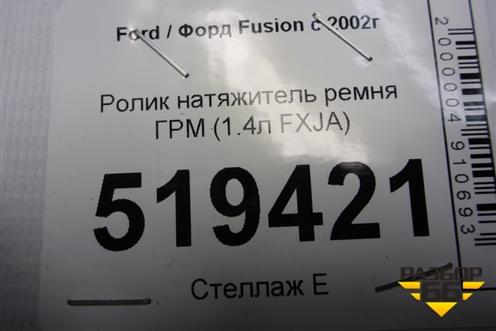 Ford / Форд Fusion с 2002г
Ролик натяжитель ремня
ГРМ (1.4л FXJA)
519421
Стеллаж Е
2000004910693
РАЗБОР
66